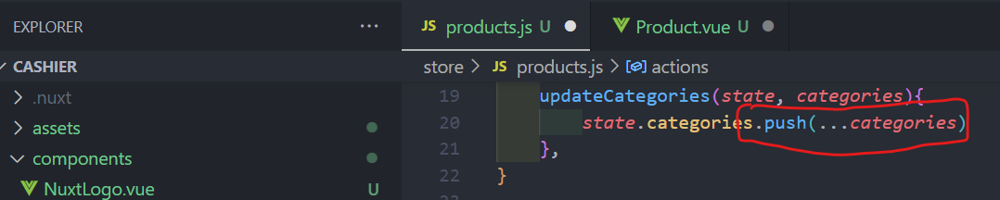 EXPLORER ...
JS products.js U
Product.vue U
CASHIER
store > JS products.js > actions
.nuxt
assets
components
NuxtLogo.vue U
19 updateCategories(state, categories){
20 state.categories.push(...categories)
21 },
22 }